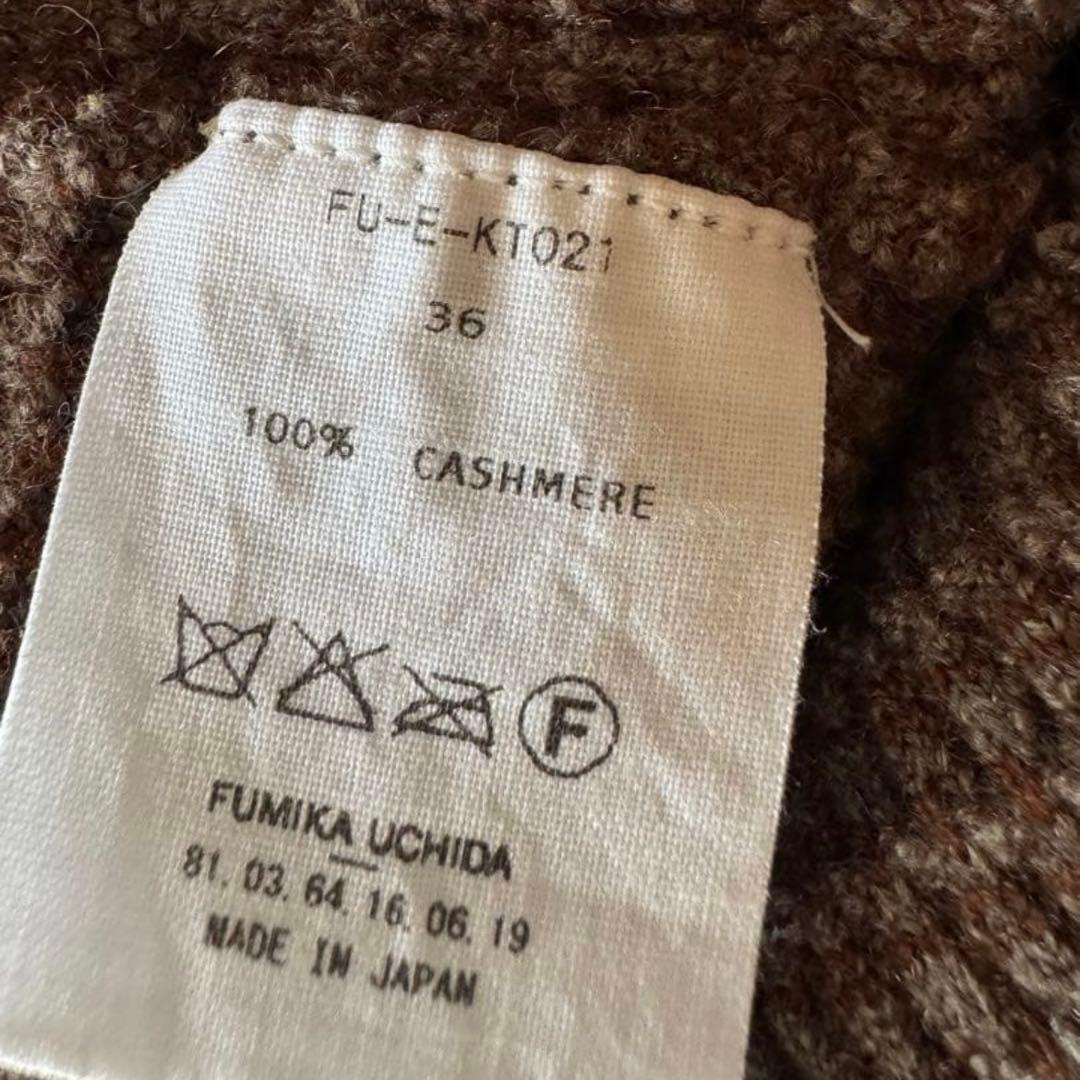 FU-E-KT021
36
100% CASHMERE
F
FUMIKA_UCHIDA
81. 03. 64. 16. 06. 19
MADE IN JAPAN